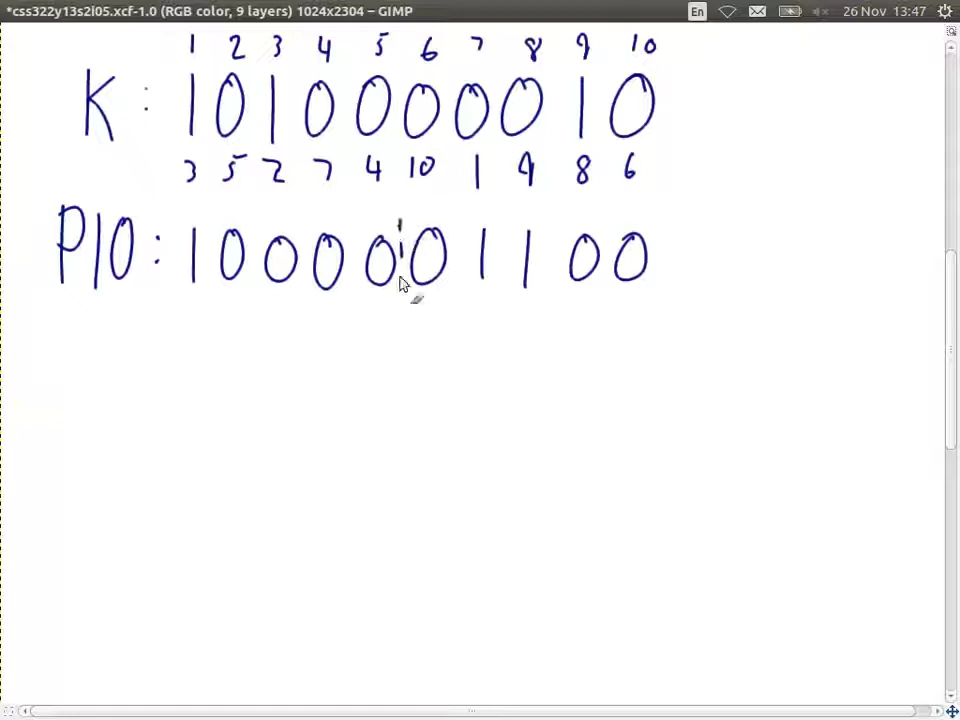 *css322y13s2i05.xcf-1.0 (RGB color, 9 layers) 1024x2304 – GIMP En 26 Nov 13:47
1 2 3 4 5 6 7 8 9 10
K: 1 0 1 0 0 0 0 0 1 0
3 5 2 7 4 10 1 9 8 6
P10: 1 0 0 0 0 0 1 1 0 0